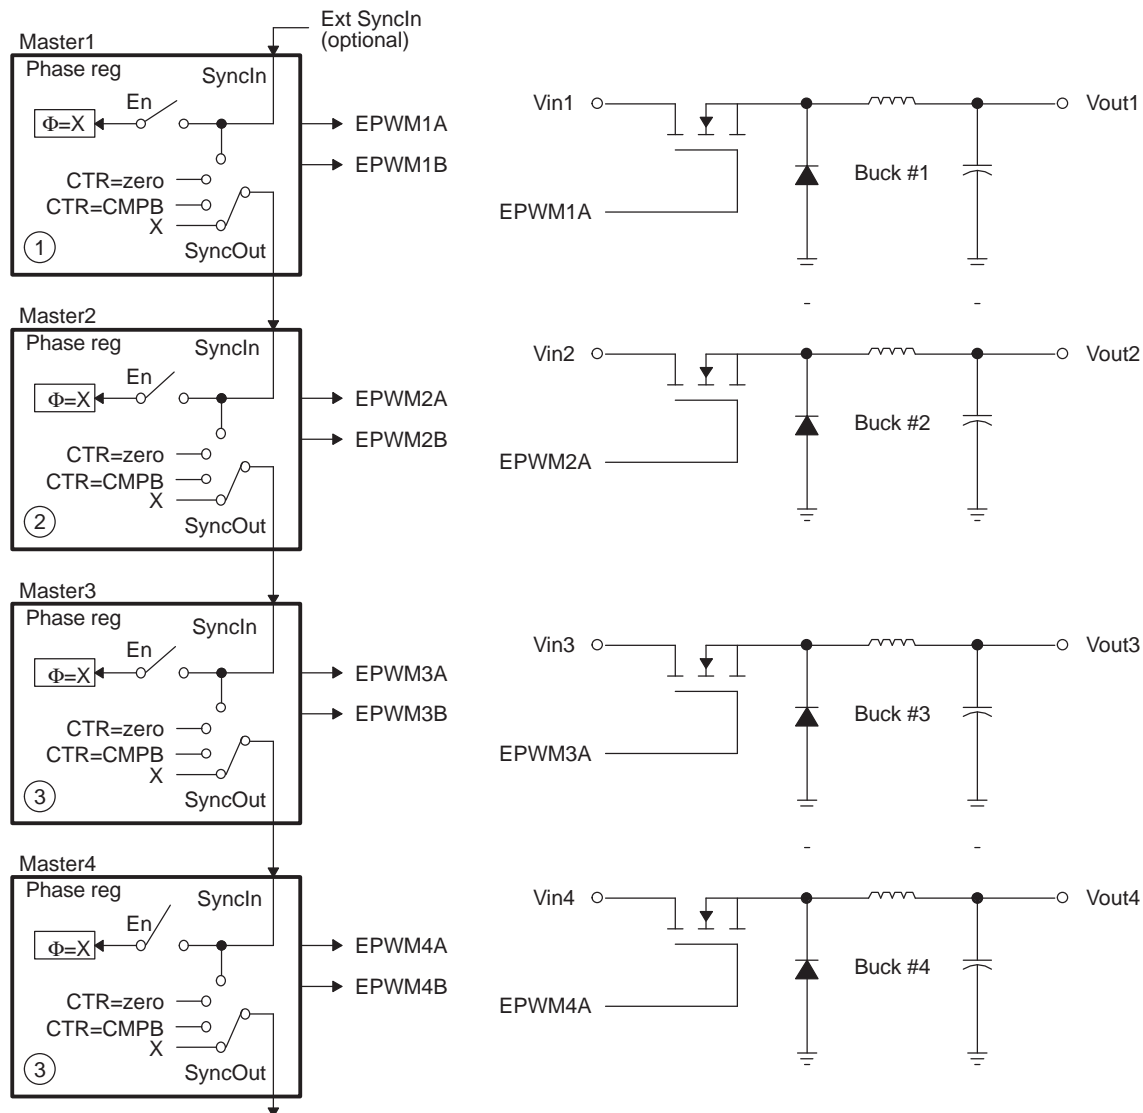 Ext SyncIn
(optional)
Master1
Phase reg
SyncIn
En
Φ=X
EPWM1A
EPWM1B
CTR=zero
CTR=CMPB
X
SyncOut
1
Vin1
Vout1
Buck #1
EPWM1A
Master2
Phase reg
SyncIn
En
Φ=X
EPWM2A
EPWM2B
CTR=zero
CTR=CMPB
X
SyncOut
2
Vin2
Vout2
Buck #2
EPWM2A
Master3
Phase reg
SyncIn
En
Φ=X
EPWM3A
EPWM3B
CTR=zero
CTR=CMPB
X
SyncOut
3
Vin3
Vout3
Buck #3
EPWM3A
Master4
Phase reg
SyncIn
En
Φ=X
EPWM4A
EPWM4B
CTR=zero
CTR=CMPB
X
SyncOut
3
Vin4
Vout4
Buck #4
EPWM4A